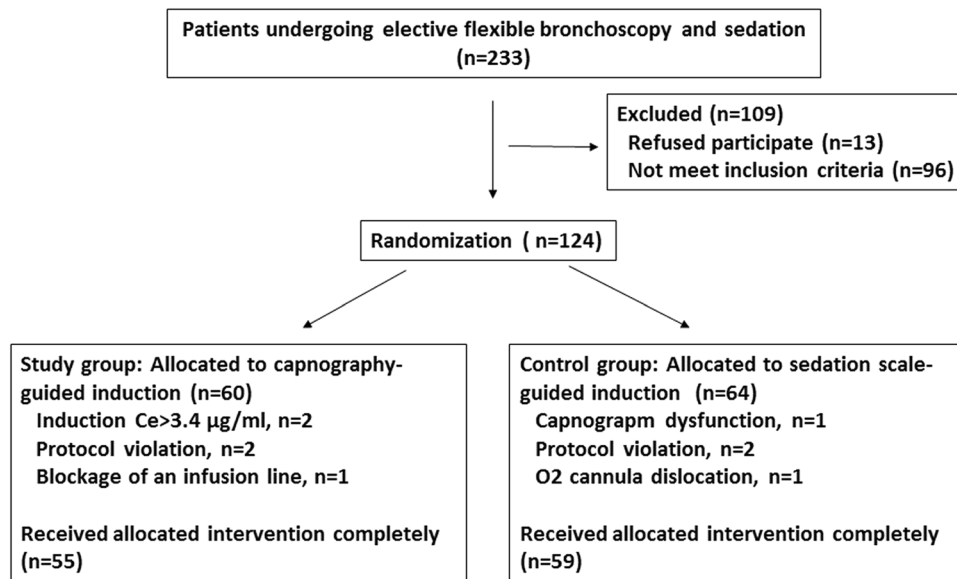 Patients undergoing elective flexible bronchoscopy and sedation
(n=233)
Excluded (n=109)
Refused participate (n=13)
Not meet inclusion criteria (n=96)
Randomization ( n=124)
Study group: Allocated to capnography-
guided induction (n=60)
Induction Ce>3.4 µg/ml, n=2
Protocol violation, n=2
Blockage of an infusion line, n=1
Received allocated intervention completely
(n=55)
Control group: Allocated to sedation scale-
guided induction  (n=64)
Capnograpm dysfunction, n=1
Protocol violation, n=2
O2 cannula dislocation, n=1
Received allocated intervention completely
(n=59)